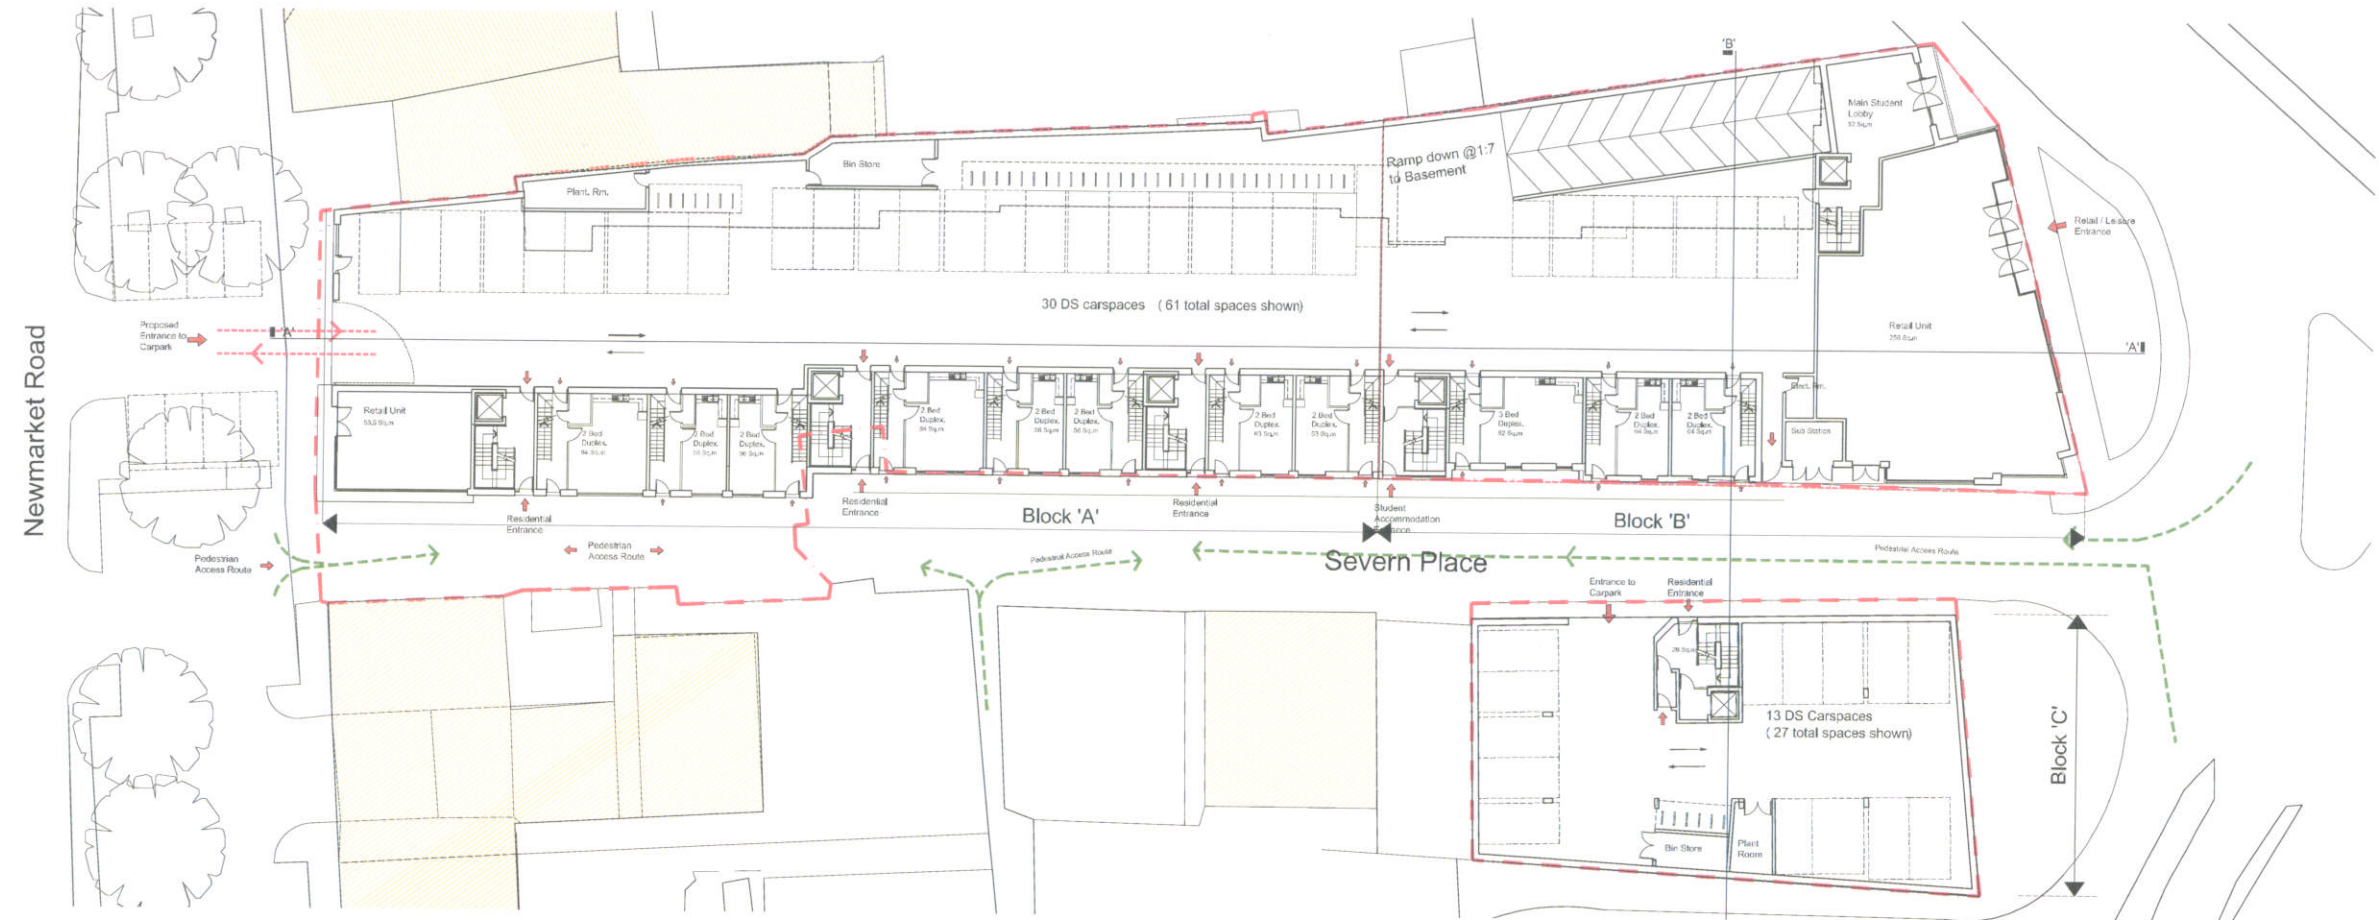 'B'
Main Student
Lobby
Bin Store
Ramp down @1:7
to Basement
Plant. Rm.
Retail / Leisure
Entrance
30 DS carspaces ( 61 total spaces shown)
Proposed
Entrance to
Carpark
'A'
Retail Unit
'A'
Newmarket Road
Retail Unit
2 Bed
Duplex.
2 Bed
Duplex.
2 Bed
Duplex.
2 Bed
Duplex.
2 Bed
Duplex.
2 Bed
Duplex.
2 Bed
Duplex.
2 Bed
Duplex.
3 Bed
Duplex.
2 Bed
Duplex.
2 Bed
Duplex.
Sub Station
Residential
Entrance
Residential
Entrance
Residential
Entrance
Student
Accommodation
Block 'A'
Block 'B'
Pedestrian
Access Route
Pedestrian
Access Route
Pedestrial Access Route
Severn Place
Pedestrial Access Route
Entrance to
Carpark
Residential
Entrance
13 DS Carspaces
( 27 total spaces shown)
Block 'C'
Bin Store
Plant
Room